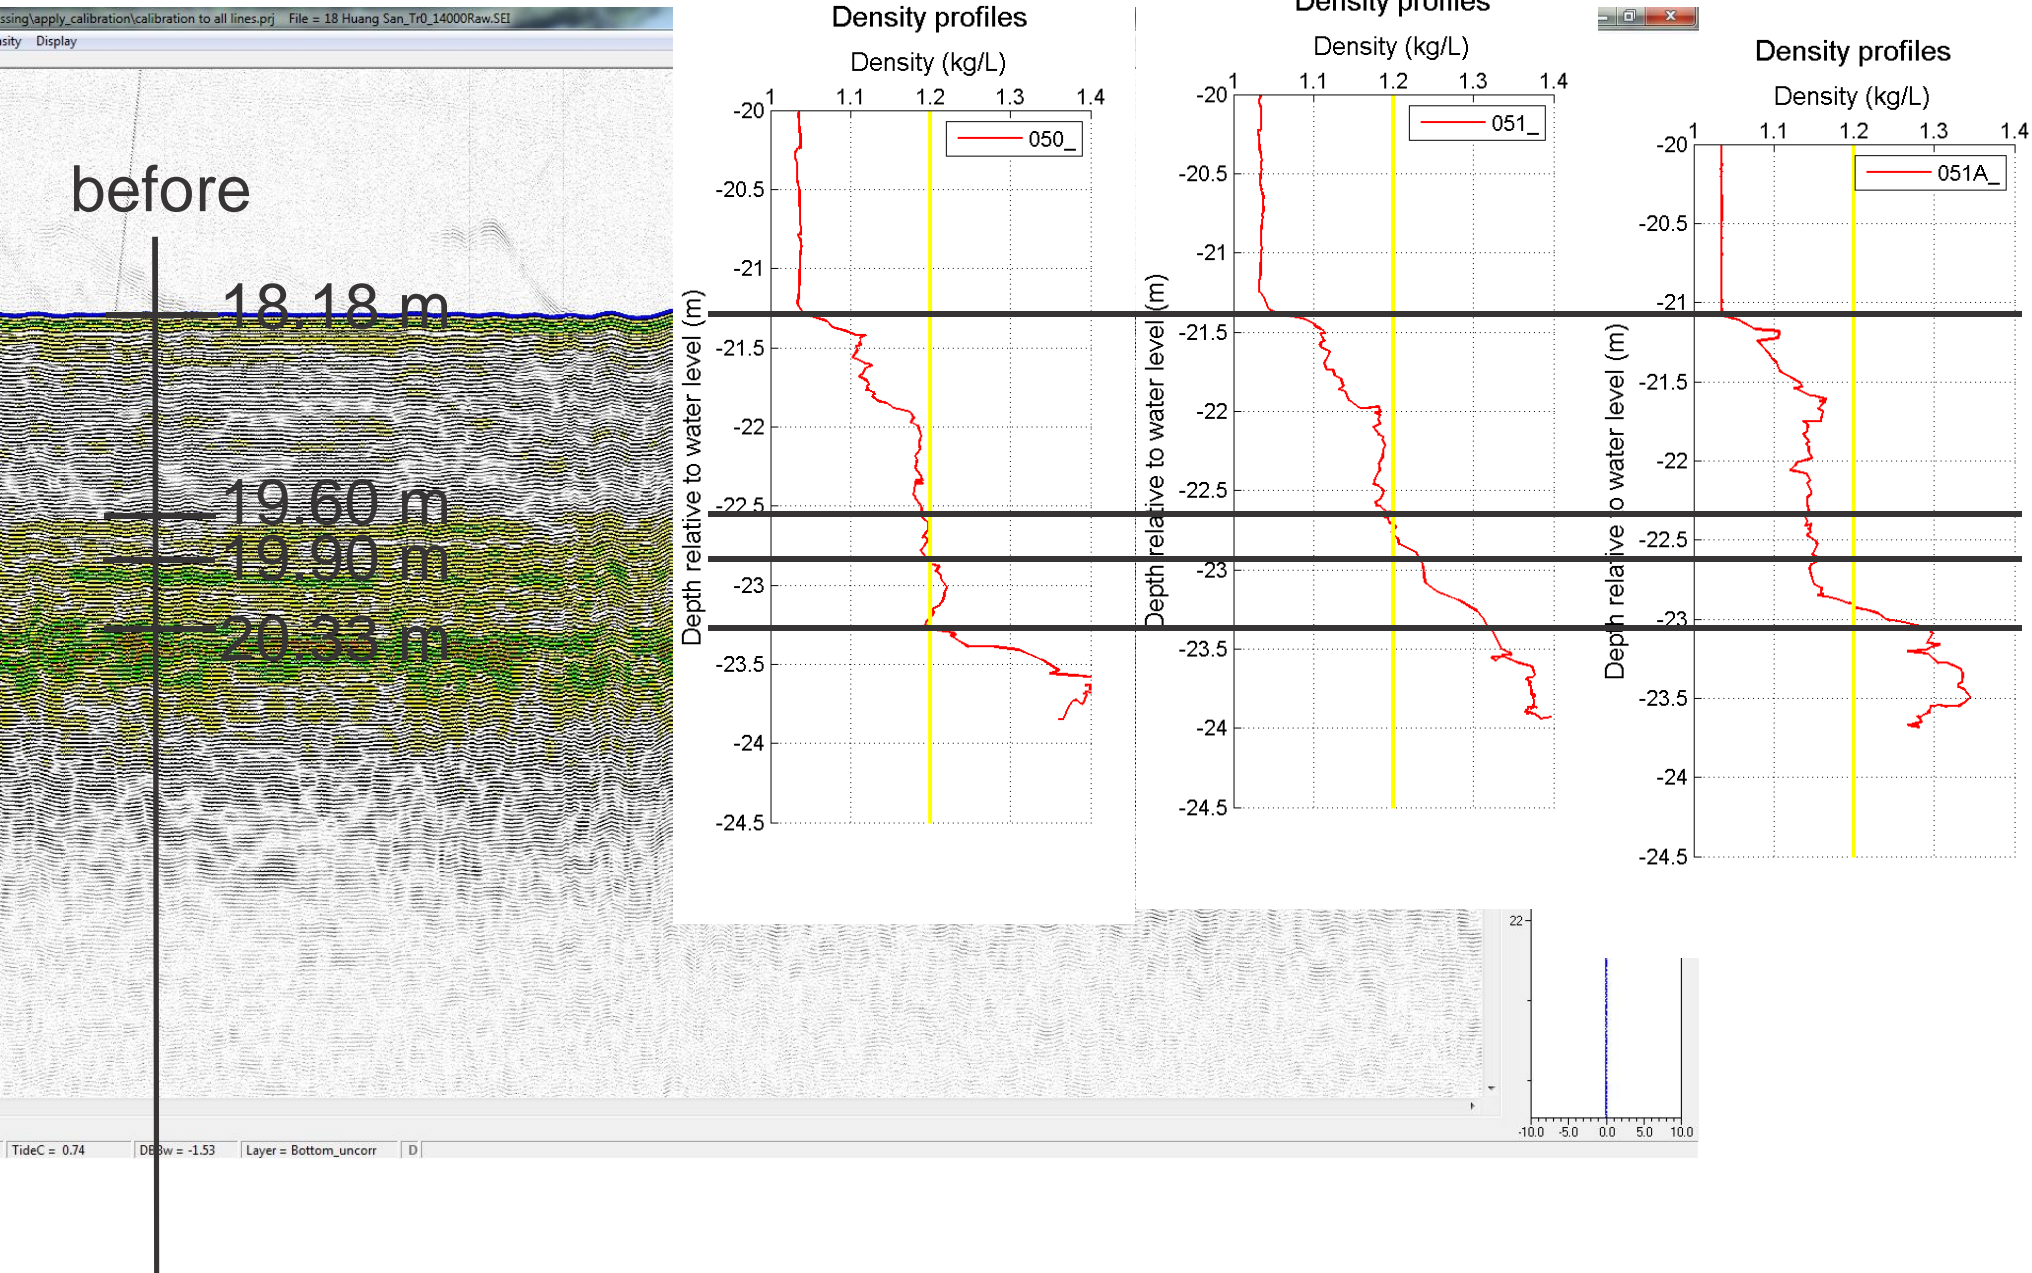 ssing\apply_calibration\calibration to all lines.prj File = 18 Huang San_Tr0_14000Raw.SEI
sity Display
before
18.18 m
19.60 m
19.90 m
20.33 m
TideC = 0.74
DBBw = -1.53
Layer = Bottom_uncorr
D
Density profiles
Density (kg/L)
1 1.1 1.2 1.3 1.4
050_
Depth relative to water level (m)
-20
-20.5
-21
-21.5
-22
-22.5
-23
-23.5
-24
-24.5
Density profiles
Density (kg/L)
1 1.1 1.2 1.3 1.4
051_
Depth relative to water level (m)
-20
-20.5
-21
-21.5
-22
-22.5
-23
-23.5
-24
-24.5
Density profiles
Density (kg/L)
1 1.1 1.2 1.3 1.4
051A_
Depth relative o water level (m)
-20
-20.5
-21
-21.5
-22
-22.5
-23
-23.5
-24
-24.5
22
-10.0 -5.0 0.0 5.0 10.0